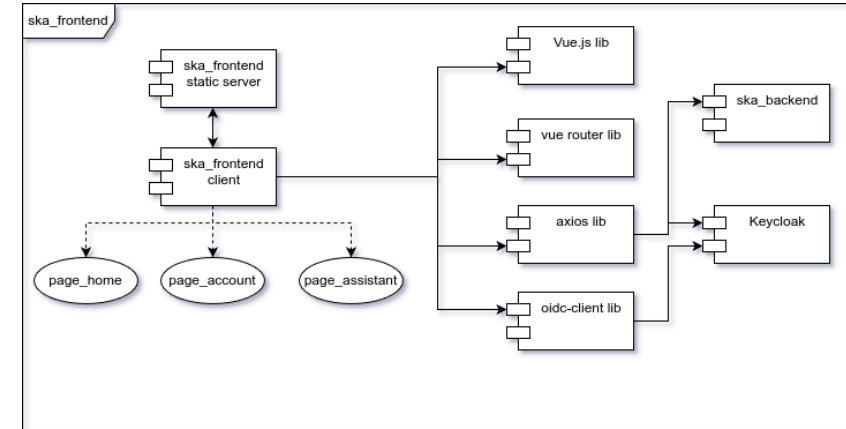 ska_frontend
ska_frontend
static server
ska_frontend
client
page_home
page_account
page_assistant
Vue.js lib
vue router lib
axios lib
oidc-client lib
ska_backend
Keycloak